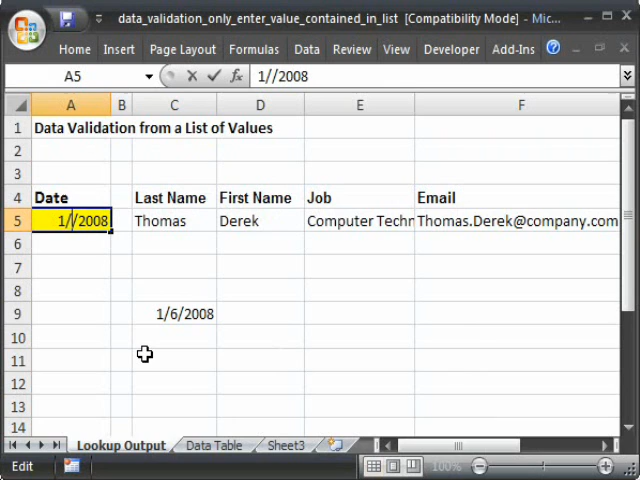 data_validation_only_enter_value_contained_in_list [Compatibility Mode] - Mic...
Home Insert Page Layout Formulas Data Review View Developer Add-Ins
A5 fx 1//2008
A B C D E F
1 Data Validation from a List of Values
2
3
4 Date Last Name First Name Job Email
5 1//2008 Thomas Derek Computer Techn Thomas.Derek@company.com
6
7
8
9 1/6/2008
10
11
12
13
14
Lookup Output Data Table Sheet3
Edit 100%